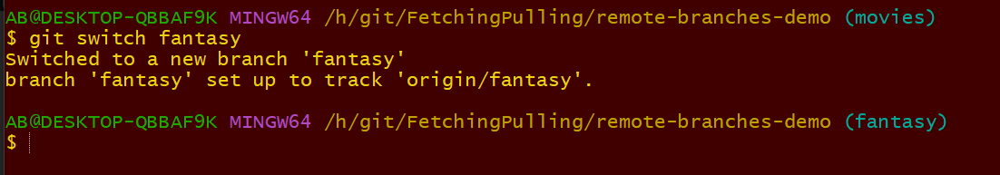 AB@DESKTOP-QBBAF9K MINGW64 /h/git/FetchingPulling/remote-branches-demo (movies)
$ git switch fantasy
Switched to a new branch 'fantasy'
branch 'fantasy' set up to track 'origin/fantasy'.
AB@DESKTOP-QBBAF9K MINGW64 /h/git/FetchingPulling/remote-branches-demo (fantasy)
$